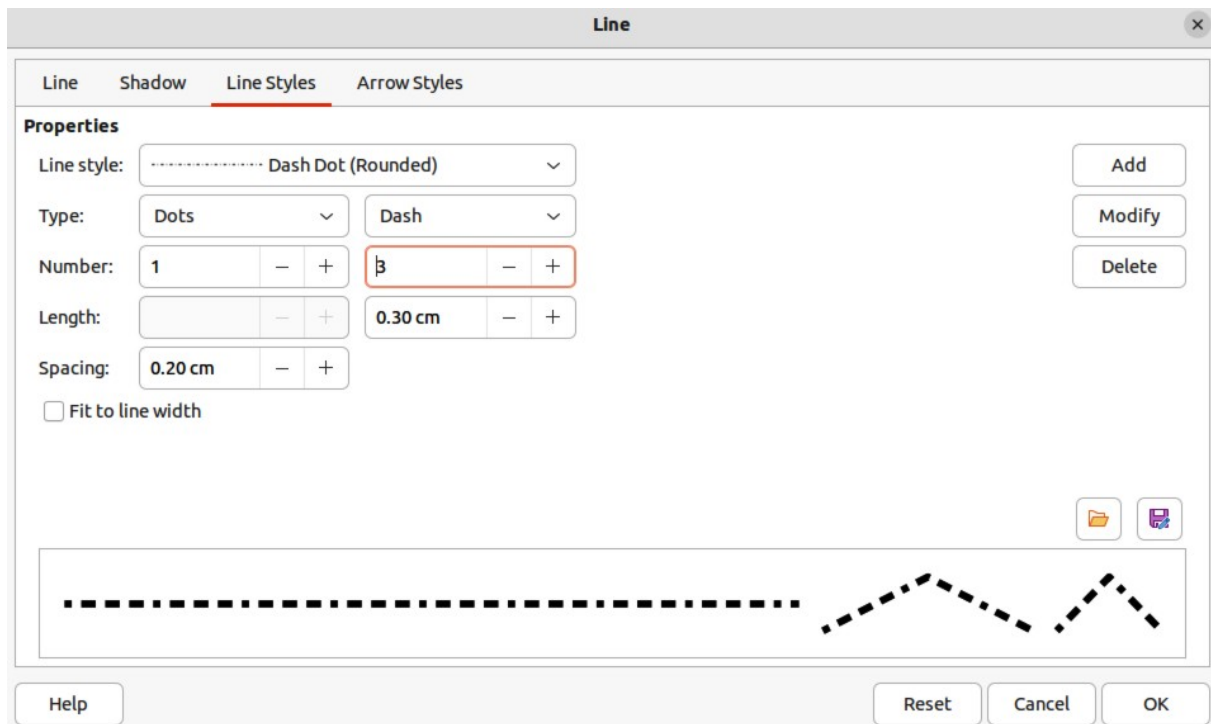 Line
Line Shadow Line Styles Arrow Styles
Properties
Line style: Dash Dot (Rounded) Add
Type: Dots Dash Modify
Number: 1 − + 3 − + Delete
Length: − + 0.30 cm − +
Spacing: 0.20 cm − +
Fit to line width
Help Reset Cancel OK